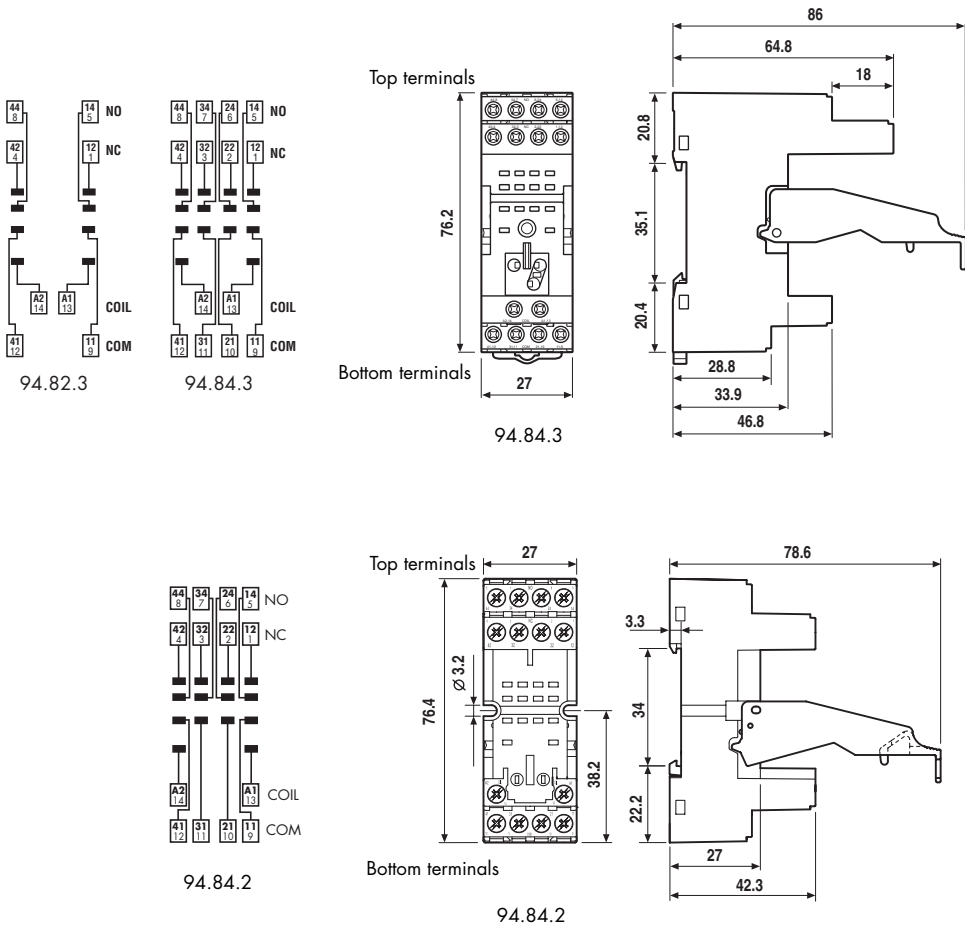 86
64.8
18
Top terminals
44 8
14 5
NO
44 8
34 7
24 6
14 5
NO
42 4
12 1
NC
42 4
32 3
22 2
12 1
NC
20.8
76.2
35.1
A2 14
A1 13
COIL
A2 14
A1 13
COIL
20.4
41 12
11 9
COM
41 12
31 11
21 10
11 9
COM
94.82.3
94.84.3
Bottom terminals
27
28.8
33.9
46.8
94.84.3
Top terminals
27
78.6
44 8
34 7
24 6
14 5
NO
42 4
32 3
22 2
12 1
NC
3.3
Ø 3.2
76.4
34
38.2
A2 14
A1 13
COIL
22.2
41 12
31 11
21 10
11 9
COM
94.84.2
Bottom terminals
27
42.3
94.84.2